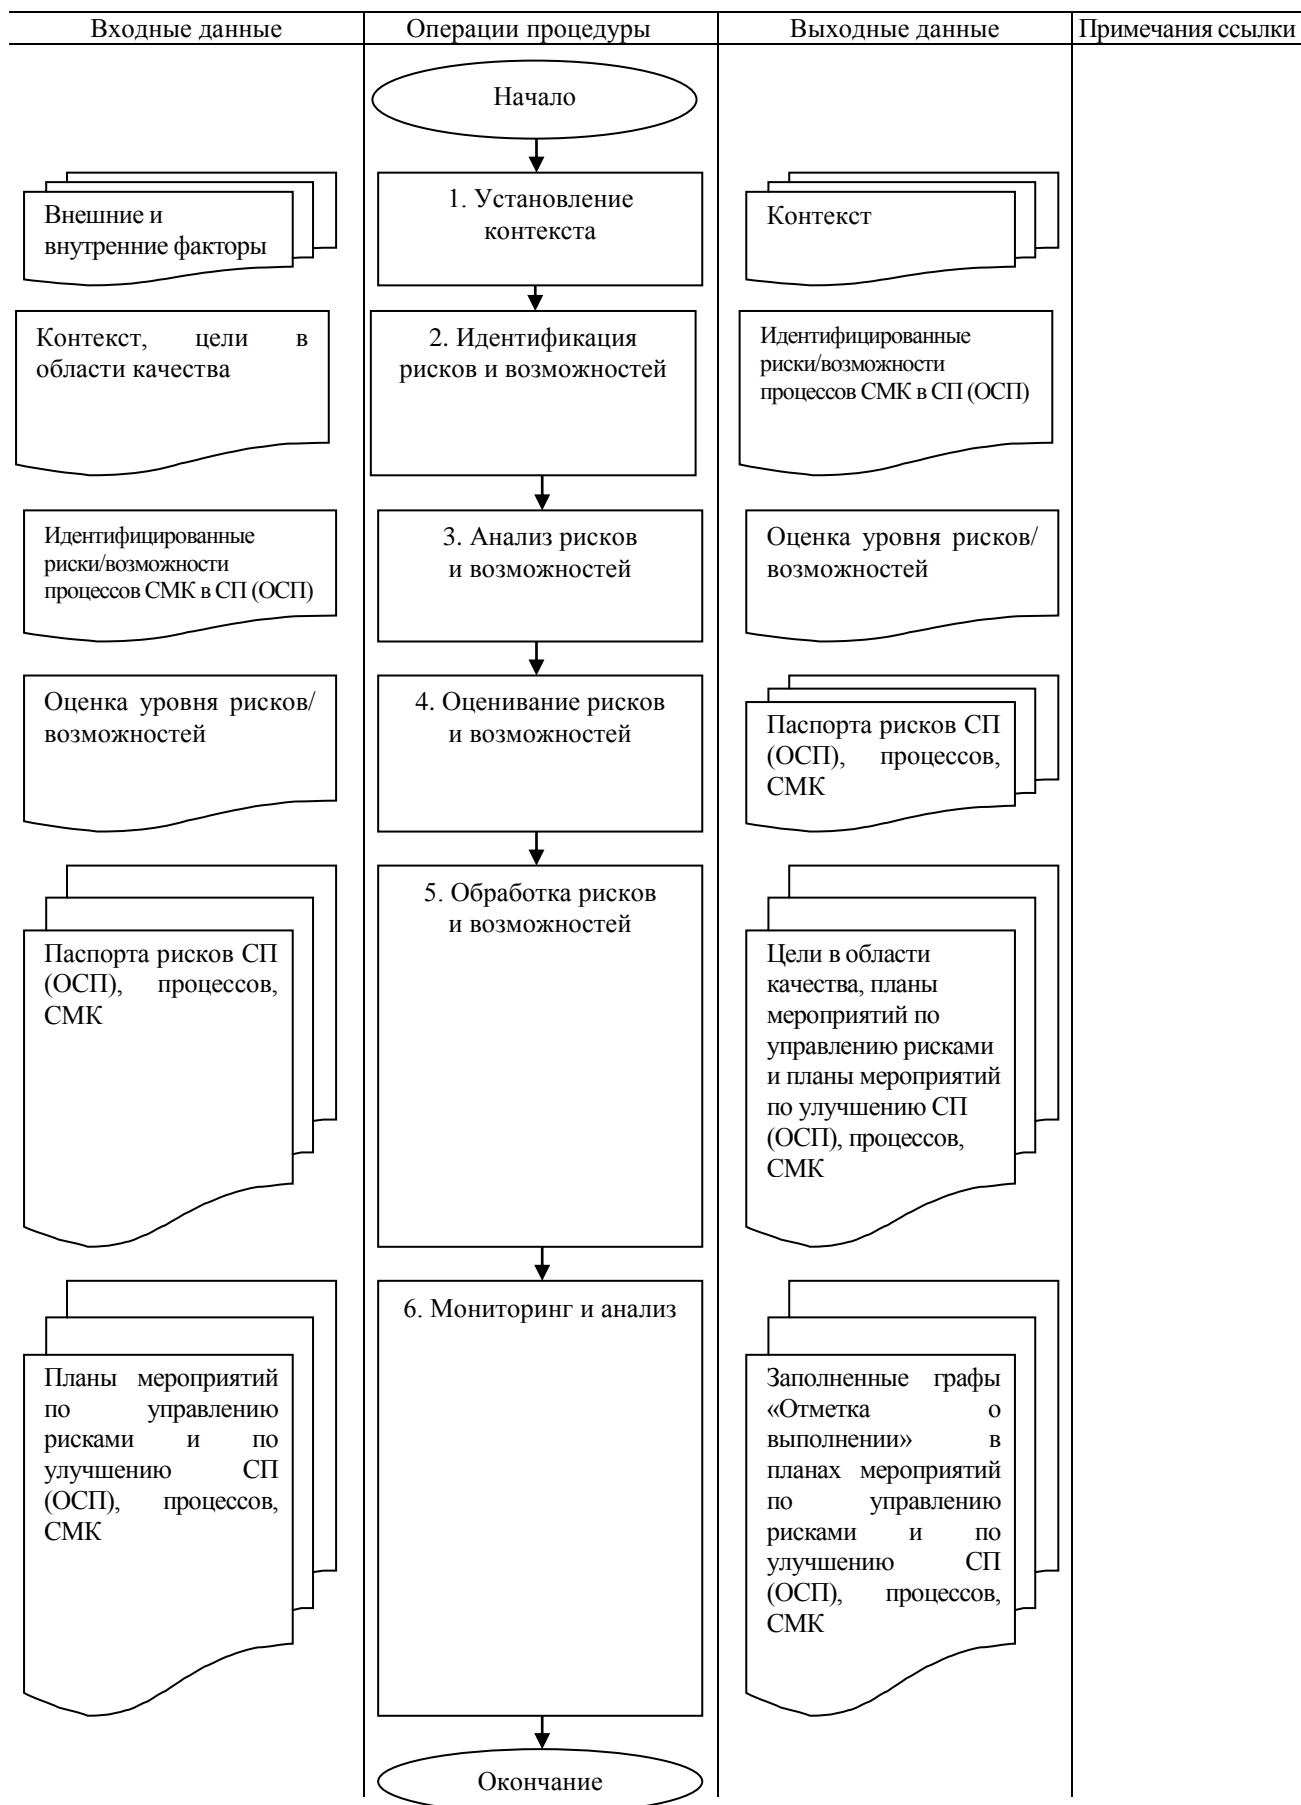 Входные данные
Операции процедуры
Выходные данные
Примечания ссылки
Начало
Внешние и
внутренние факторы
1. Установление
контекста
Контекст
Контекст, цели в
области качества
2. Идентификация
рисков и возможностей
Идентифицированные
риски/возможности
процессов СМК в СП (ОСП)
Идентифицированные
риски/возможности
процессов СМК в СП (ОСП)
3. Анализ рисков
и возможностей
Оценка уровня рисков/
возможностей
Оценка уровня рисков/
возможностей
4. Оценивание рисков
и возможностей
Паспорта рисков СП
(ОСП), процессов,
СМК
Паспорта рисков СП
(ОСП), процессов,
СМК
5. Обработка рисков
и возможностей
Цели в области
качества, планы
мероприятий по
управлению рисками
и планы мероприятий
по улучшению СП
(ОСП), процессов,
СМК
Планы мероприятий
по управлению
рисками и по
улучшению СП
(ОСП), процессов,
СМК
6. Мониторинг и анализ
Заполненные графы
«Отметка о
выполнении» в
планах мероприятий
по управлению
рисками и по
улучшению СП
(ОСП), процессов,
СМК
Окончание